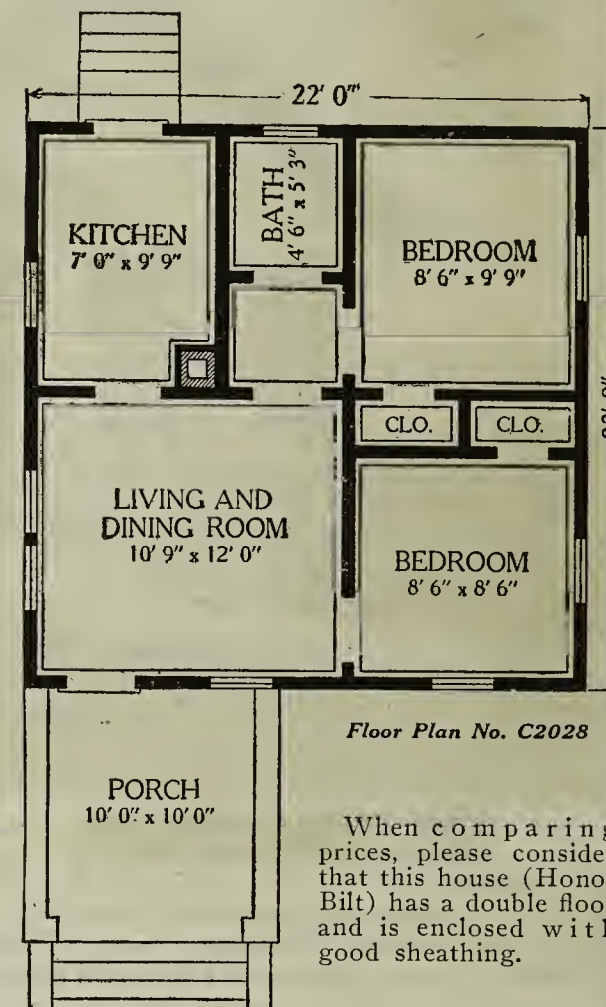 22' 0"
KITCHEN
7' 0" x 9' 9"
BATH
4' 6" x 5' 3"
BEDROOM
8' 6" x 9' 9"
CLO.
CLO.
LIVING AND
DINING ROOM
10' 9" x 12' 0"
BEDROOM
8' 6" x 8' 6"
Floor Plan No. C2028
PORCH
10' 0" x 10' 0"
When comparing
prices, please conside
that this house (Hono
Bilt) has a double floo
and is enclosed wit
good sheathing.